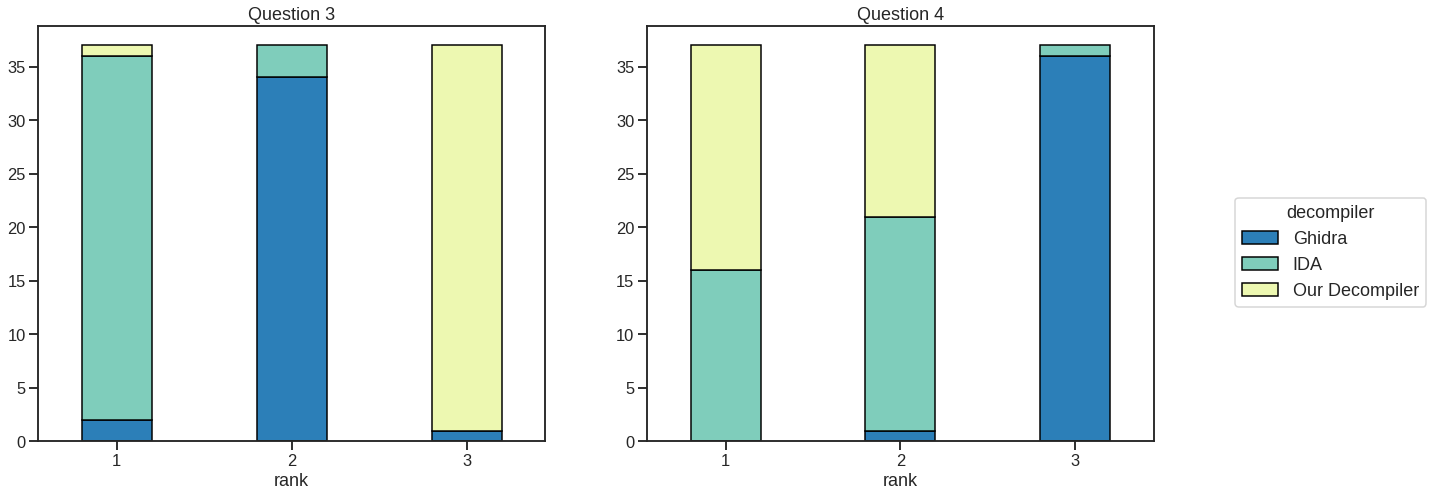 Question 3
35
30
25
20
15
10
5
0
1 2 3
rank
Question 4
35
30
25
20
15
10
5
0
1 2 3
rank
decompiler
Ghidra
IDA
Our Decompiler